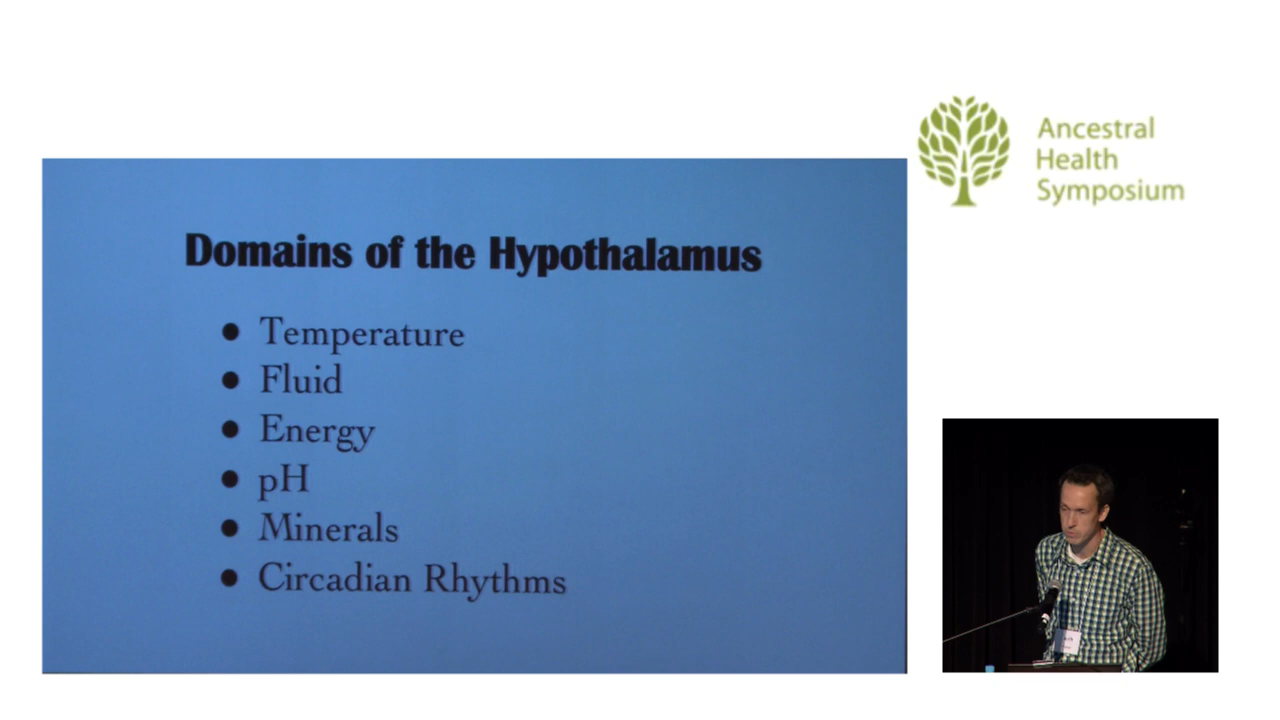 Ancestral
Health
Symposium
Domains of the Hypothalamus
Temperature
Fluid
Energy
pH
Minerals
Circadian Rhythms